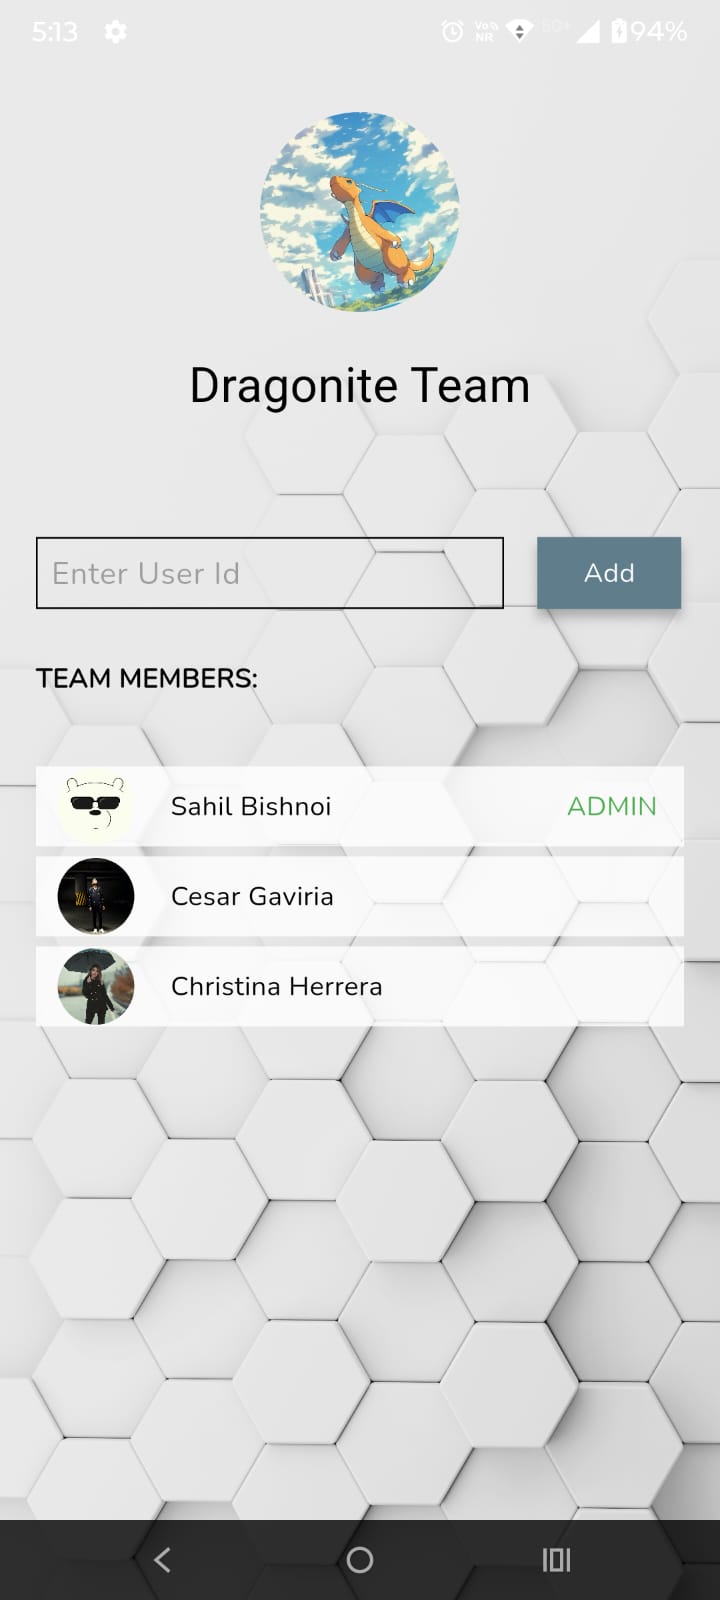 5:13
Vo
NR
5G+
94%
Dragonite Team
Enter User Id
Add
TEAM MEMBERS:
Sahil Bishnoi
ADMIN
Cesar Gaviria
Christina Herrera